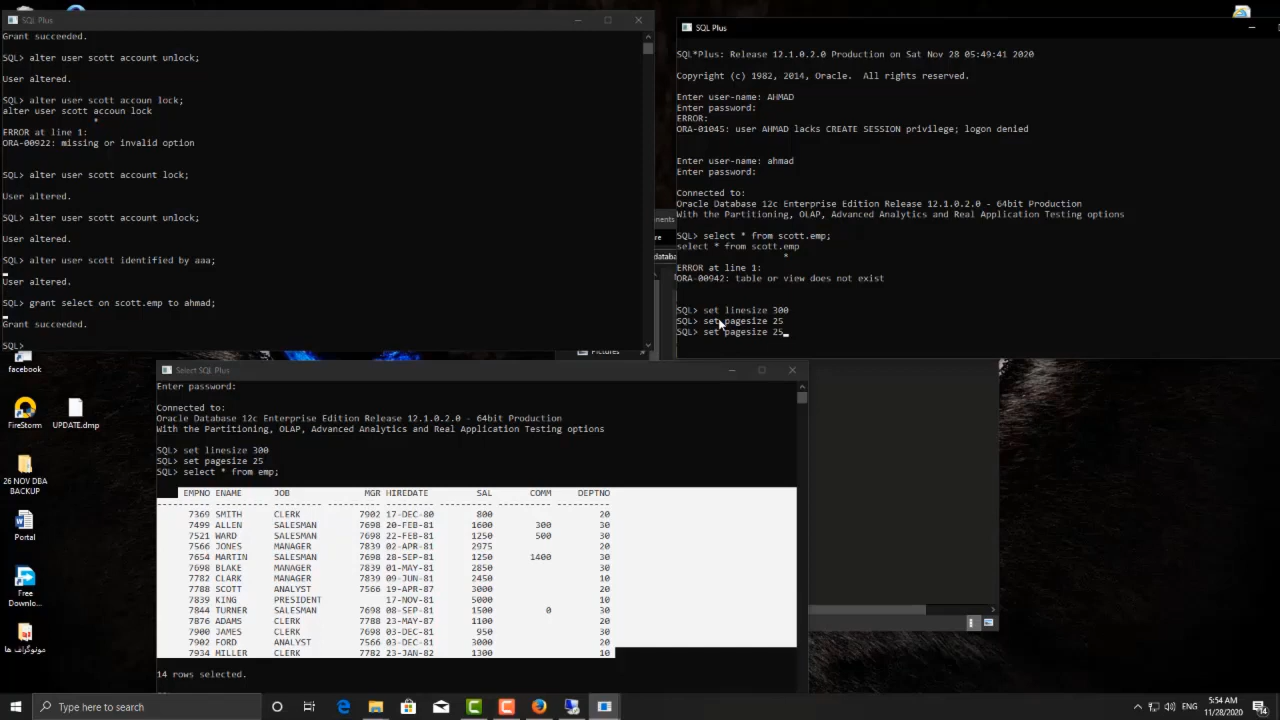 SQL Plus
Grant succeeded.
SQL> alter user scott account unlock;
User altered.
SQL> alter user scott accoun lock;
alter user scott accoun lock
*
ERROR at line 1:
ORA-00922: missing or invalid option
SQL> alter user scott account lock;
User altered.
SQL> alter user scott account unlock;
User altered.
SQL> alter user scott identified by aaa;
User altered.
SQL> grant select on scott.emp to ahmad;
Grant succeeded.
SQL>
SQL Plus
SQL*Plus: Release 12.1.0.2.0 Production on Sat Nov 28 05:49:41 2020
Copyright (c) 1982, 2014, Oracle.  All rights reserved.
Enter user-name: AHMAD
Enter password:
ERROR:
ORA-01045: user AHMAD lacks CREATE SESSION privilege; logon denied
Enter user-name: ahmad
Enter password:
Connected to:
Oracle Database 12c Enterprise Edition Release 12.1.0.2.0 - 64bit Production
With the Partitioning, OLAP, Advanced Analytics and Real Application Testing options
SQL> select * from scott.emp;
select * from scott.emp
*
ERROR at line 1:
ORA-00942: table or view does not exist
SQL> set linesize 300
SQL> set pagesize 25
SQL> set pagesize 25
Pictures
facebook
FireStorm
UPDATE.dmp
26 NOV DBA
BACKUP
Portal
Free
Downlo...
مونوگراف ها
Select SQL Plus
Enter password:
Connected to:
Oracle Database 12c Enterprise Edition Release 12.1.0.2.0 - 64bit Production
With the Partitioning, OLAP, Advanced Analytics and Real Application Testing options
SQL> set linesize 300
SQL> set pagesize 25
SQL> select * from emp;
EMPNO ENAME JOB MGR HIREDATE SAL COMM DEPTNO
---------- ---------- --------- ---------- --------- ---------- ---------- ----------
7369 SMITH CLERK 7902 17-DEC-80 800 20
7499 ALLEN SALESMAN 7698 20-FEB-81 1600 300 30
7521 WARD SALESMAN 7698 22-FEB-81 1250 500 30
7566 JONES MANAGER 7839 02-APR-81 2975 20
7654 MARTIN SALESMAN 7698 28-SEP-81 1250 1400 30
7698 BLAKE MANAGER 7839 01-MAY-81 2850 30
7782 CLARK MANAGER 7839 09-JUN-81 2450 10
7788 SCOTT ANALYST 7566 19-APR-87 3000 20
7839 KING PRESIDENT 17-NOV-81 5000 10
7844 TURNER SALESMAN 7698 08-SEP-81 1500 0 30
7876 ADAMS CLERK 7788 23-MAY-87 1100 20
7900 JAMES CLERK 7698 03-DEC-81 950 30
7902 FORD ANALYST 7566 03-DEC-81 3000 20
7934 MILLER CLERK 7782 23-JAN-82 1300 10
14 rows selected.
Type here to search
ENG
5:54 AM
11/28/2020
14